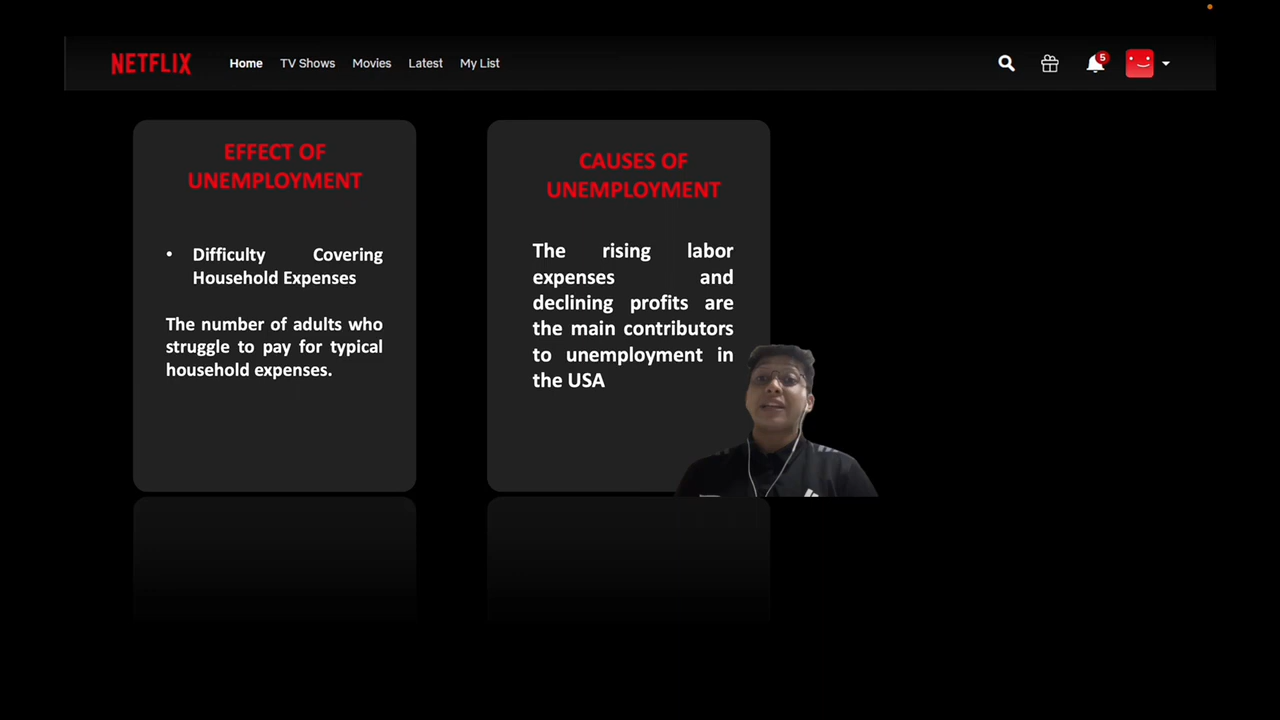 NETFLIX Home TV Shows Movies Latest My List 5
EFFECT OF
UNEMPLOYMENT
• Difficulty Covering
Household Expenses
The number of adults who
struggle to pay for typical
household expenses.
CAUSES OF
UNEMPLOYMENT
The rising labor
expenses and
declining profits are
the main contributors
to unemployment in
the USA